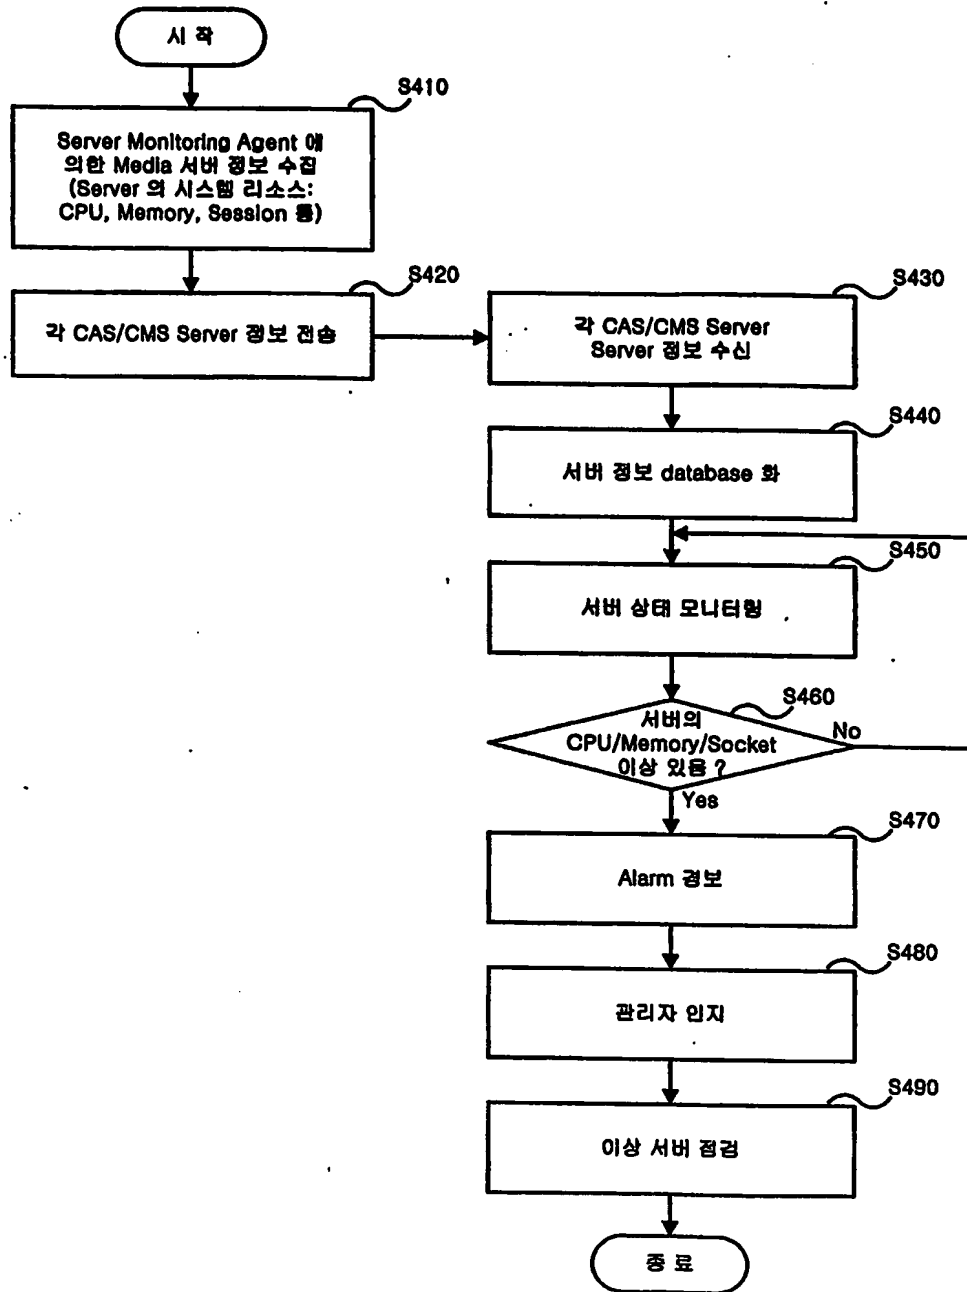 시 작
S410
Server Monitoring Agent 에
의한 Media 서버 정보 수집
(Server 의 시스템 리소스:
CPU, Memory, Session 등)
S420
각 CAS/CMS Server 정보 전송
S430
각 CAS/CMS Server
Server 정보 수신
S440
서버 정보 database 화
S450
서버 상태 모니터링
S460
서버의
CPU/Memory/Socket
이상 있음 ?
No
Yes
S470
Alarm 경보
S480
관리자 인지
S490
이상 서버 점검
종 료